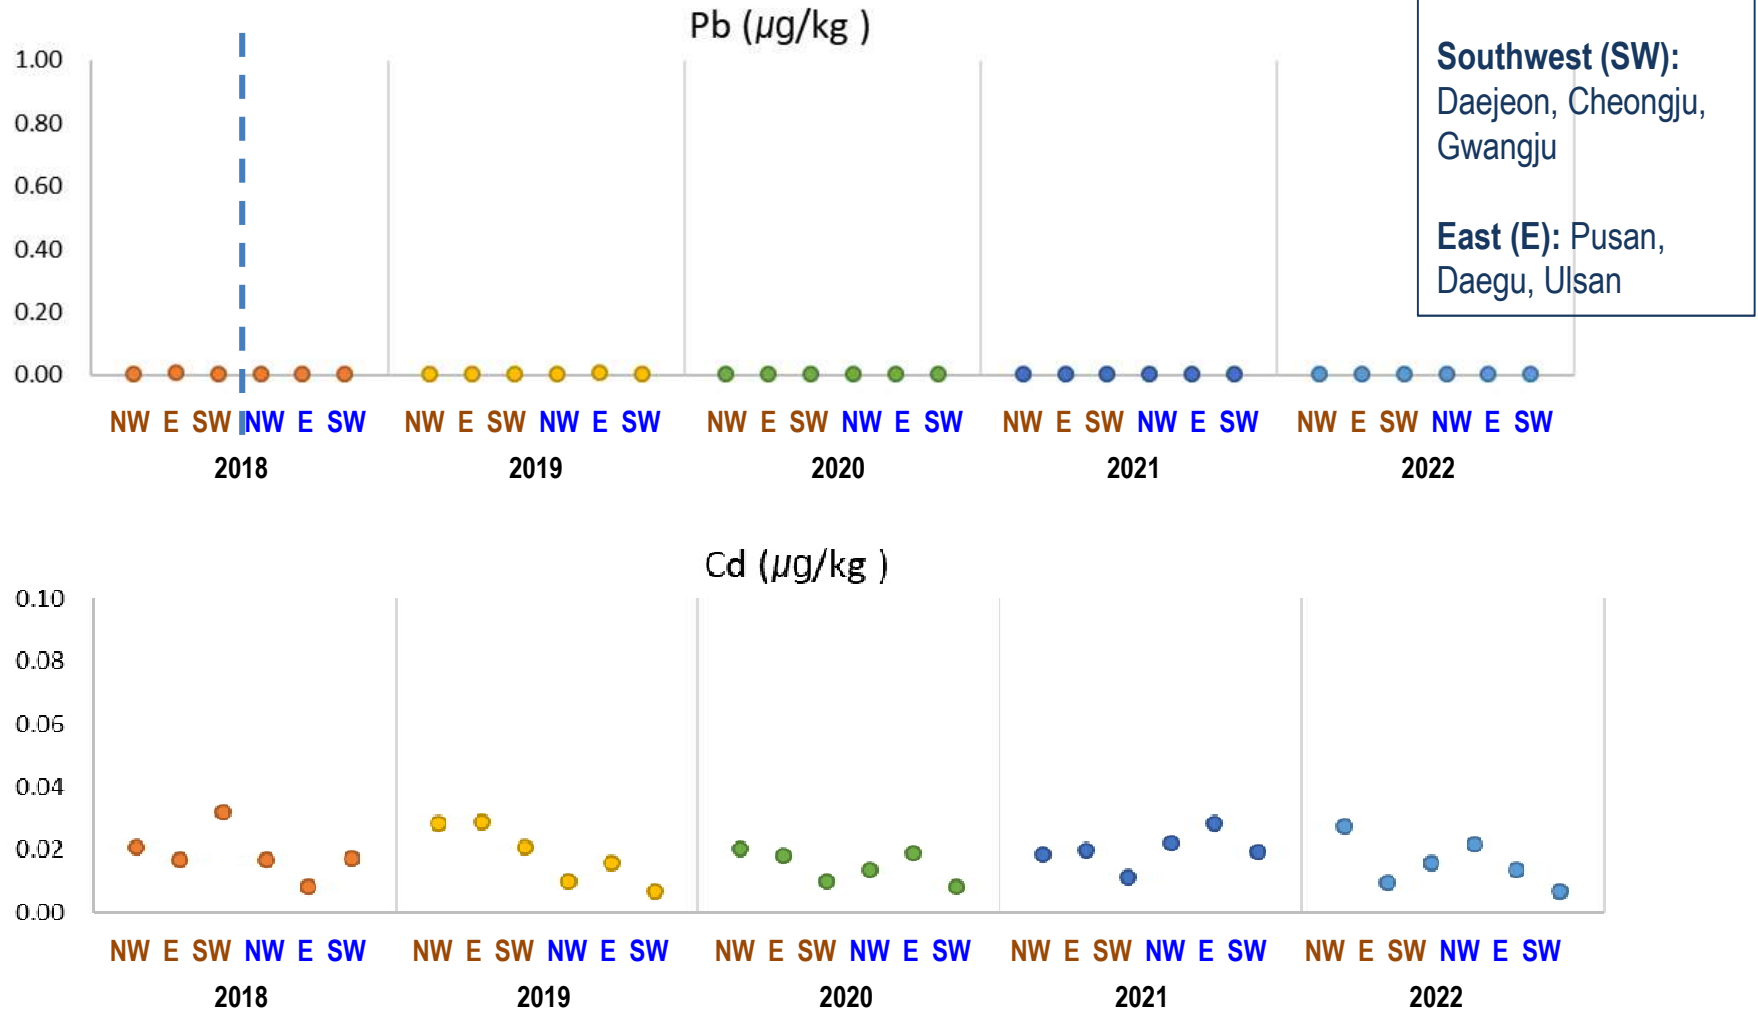 Pb (µg/kg )
1.00
0.80
0.60
0.40
0.20
0.00
NW E SW NW E SW NW E SW NW E SW NW E SW NW E SW NW E SW NW E SW NW E SW NW E SW
2018 2019 2020 2021 2022
Southwest (SW):
Daejeon, Cheongju,
Gwangju
East (E): Pusan,
Daegu, Ulsan
Cd (µg/kg )
0.10
0.08
0.06
0.04
0.02
0.00
NW E SW NW E SW NW E SW NW E SW NW E SW NW E SW NW E SW NW E SW NW E SW NW E SW
2018 2019 2020 2021 2022